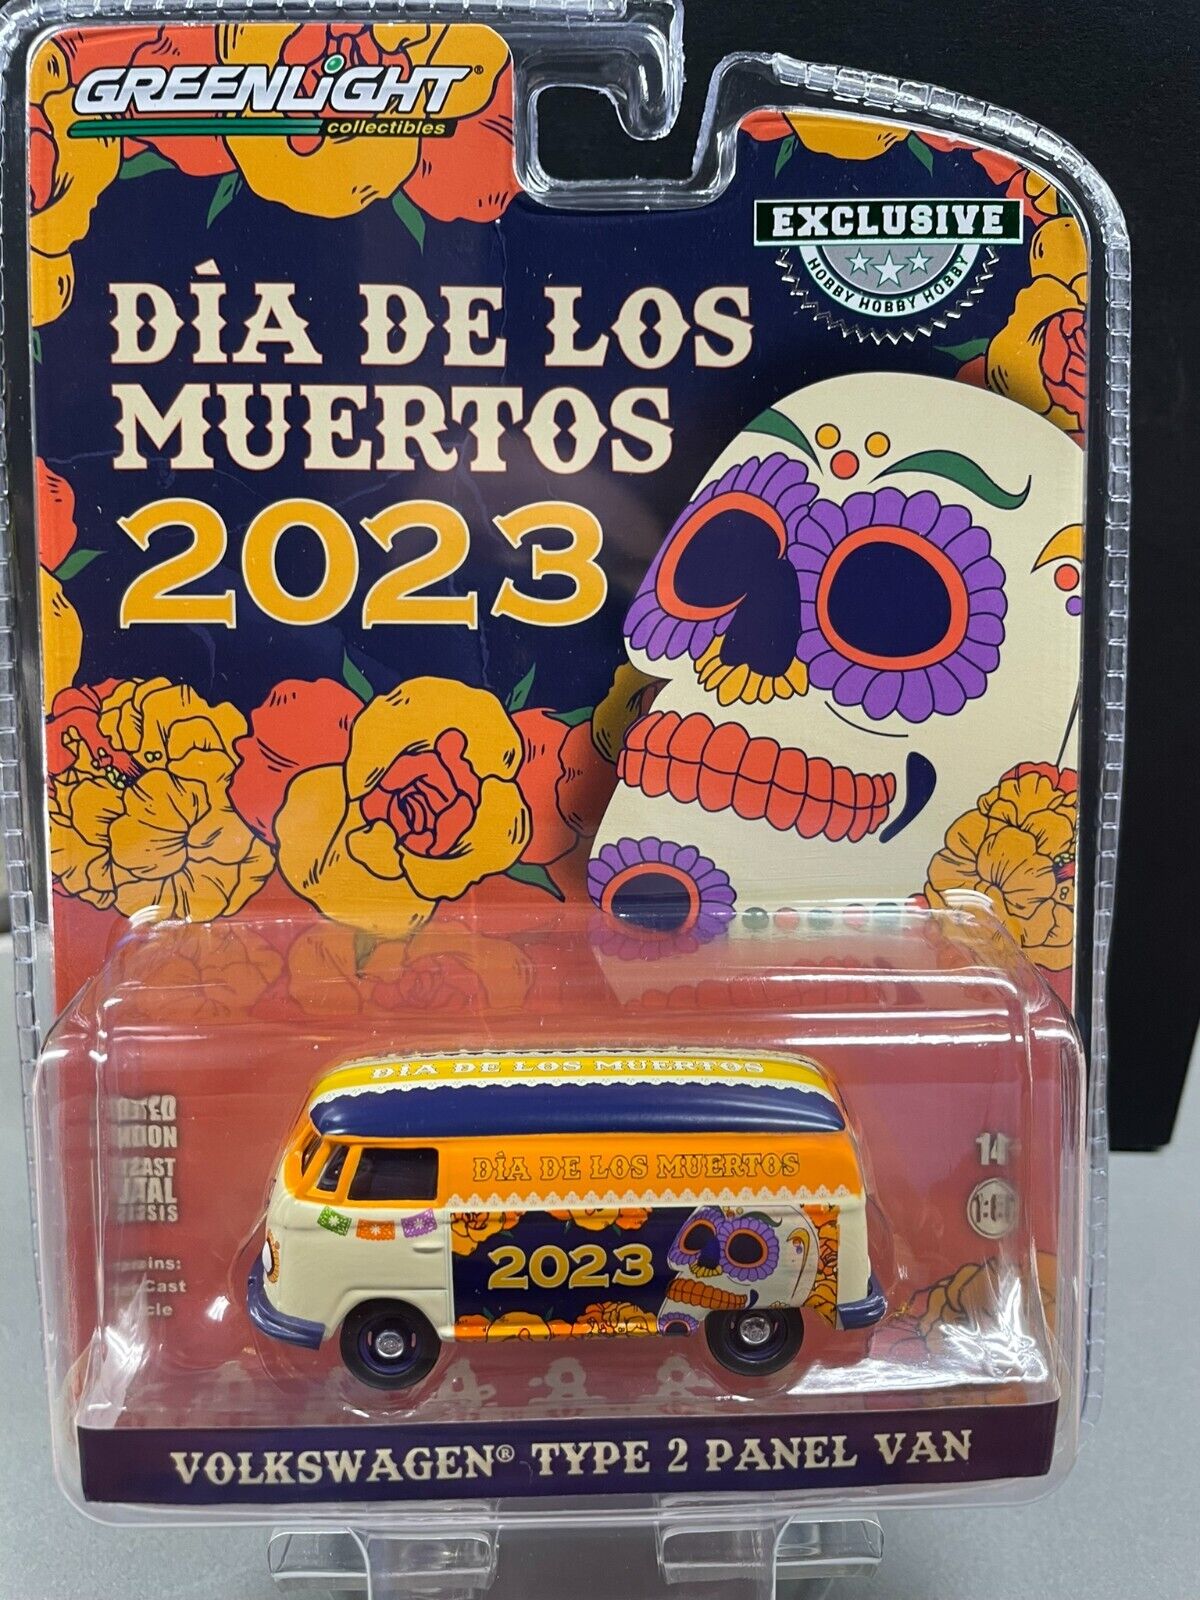 GREENLiGHT®
collectibles
EXCLUSIVE
HOBBY HOBBY HOBBY
DÍA DE LOS
MUERTOS
2023
DÍA DE LOS MUERTOS
DÍA DE LOS MUERTOS
2023
14+
VOLKSWAGEN® TYPE 2 PANEL VAN